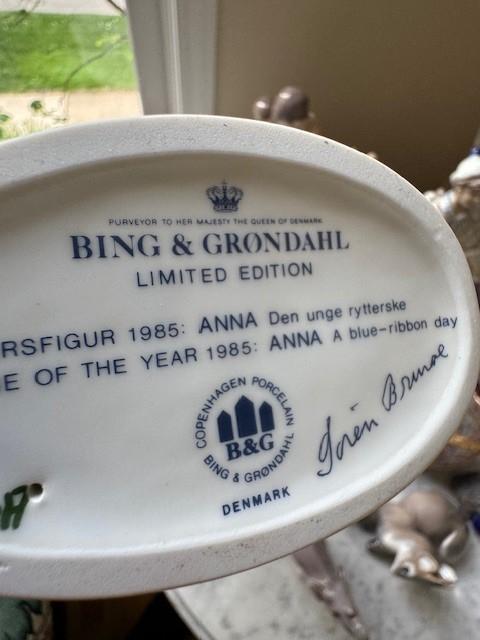 PURVEYOR TO HER MAJESTY THE QUEEN OF DENMARK
BING & GRØNDAHL
LIMITED EDITION
RSFIGUR 1985: ANNA Den unge rytterske
E OF THE YEAR 1985: ANNA A blue-ribbon day
COPENHAGEN PORCELAIN
B&G
BING & GRØNDAHL
DENMARK